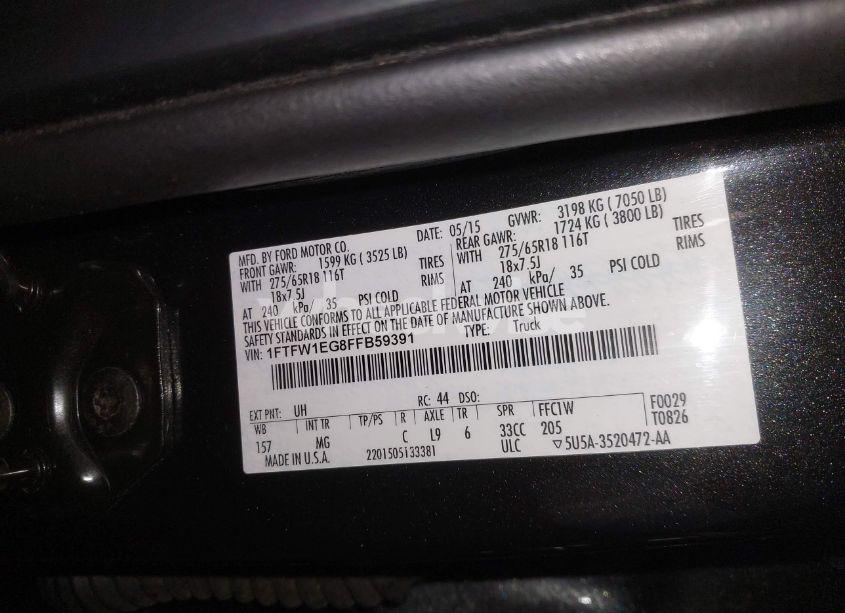 MFD. BY FORD MOTOR CO.
DATE: 05/15 GVWR: 3198 KG ( 7050 LB)
FRONT GAWR: 1599 KG ( 3525 LB)
WITH 275/65R18 116T TIRES
18x7.5J RIMS
AT 240 kPa/ 35 PSI COLD
REAR GAWR: 1724 KG ( 3800 LB)
WITH 275/65R18 116T TIRES
18x7.5J RIMS
AT 240 kPa/ 35 PSI COLD
THIS VEHICLE CONFORMS TO ALL APPLICABLE FEDERAL MOTOR VEHICLE
SAFETY STANDARDS IN EFFECT ON THE DATE OF MANUFACTURE SHOWN ABOVE.
VIN: 1FTFW1EG8FFB59391 TYPE: Truck
RC: 44 DSO:
EXT PNT: UH
FFC1W F0029
WB INT TR TP/PS R AXLE TR SPR 205 T0826
157 MG C L9 6 33CC
MADE IN U.S.A. 2201505133381 ULC ▽5U5A-3520472-AA